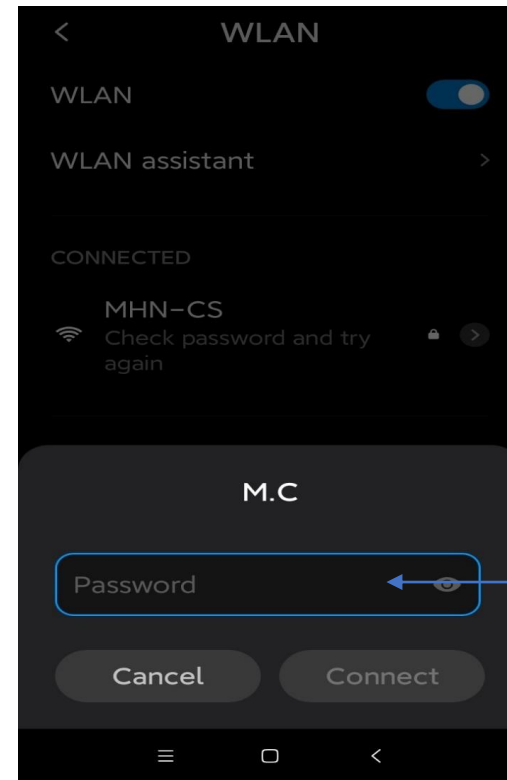 WLAN
WLAN
WLAN assistant
CONNECTED
MHN-CS
Check password and try
again
M.C
Password
Cancel Connect